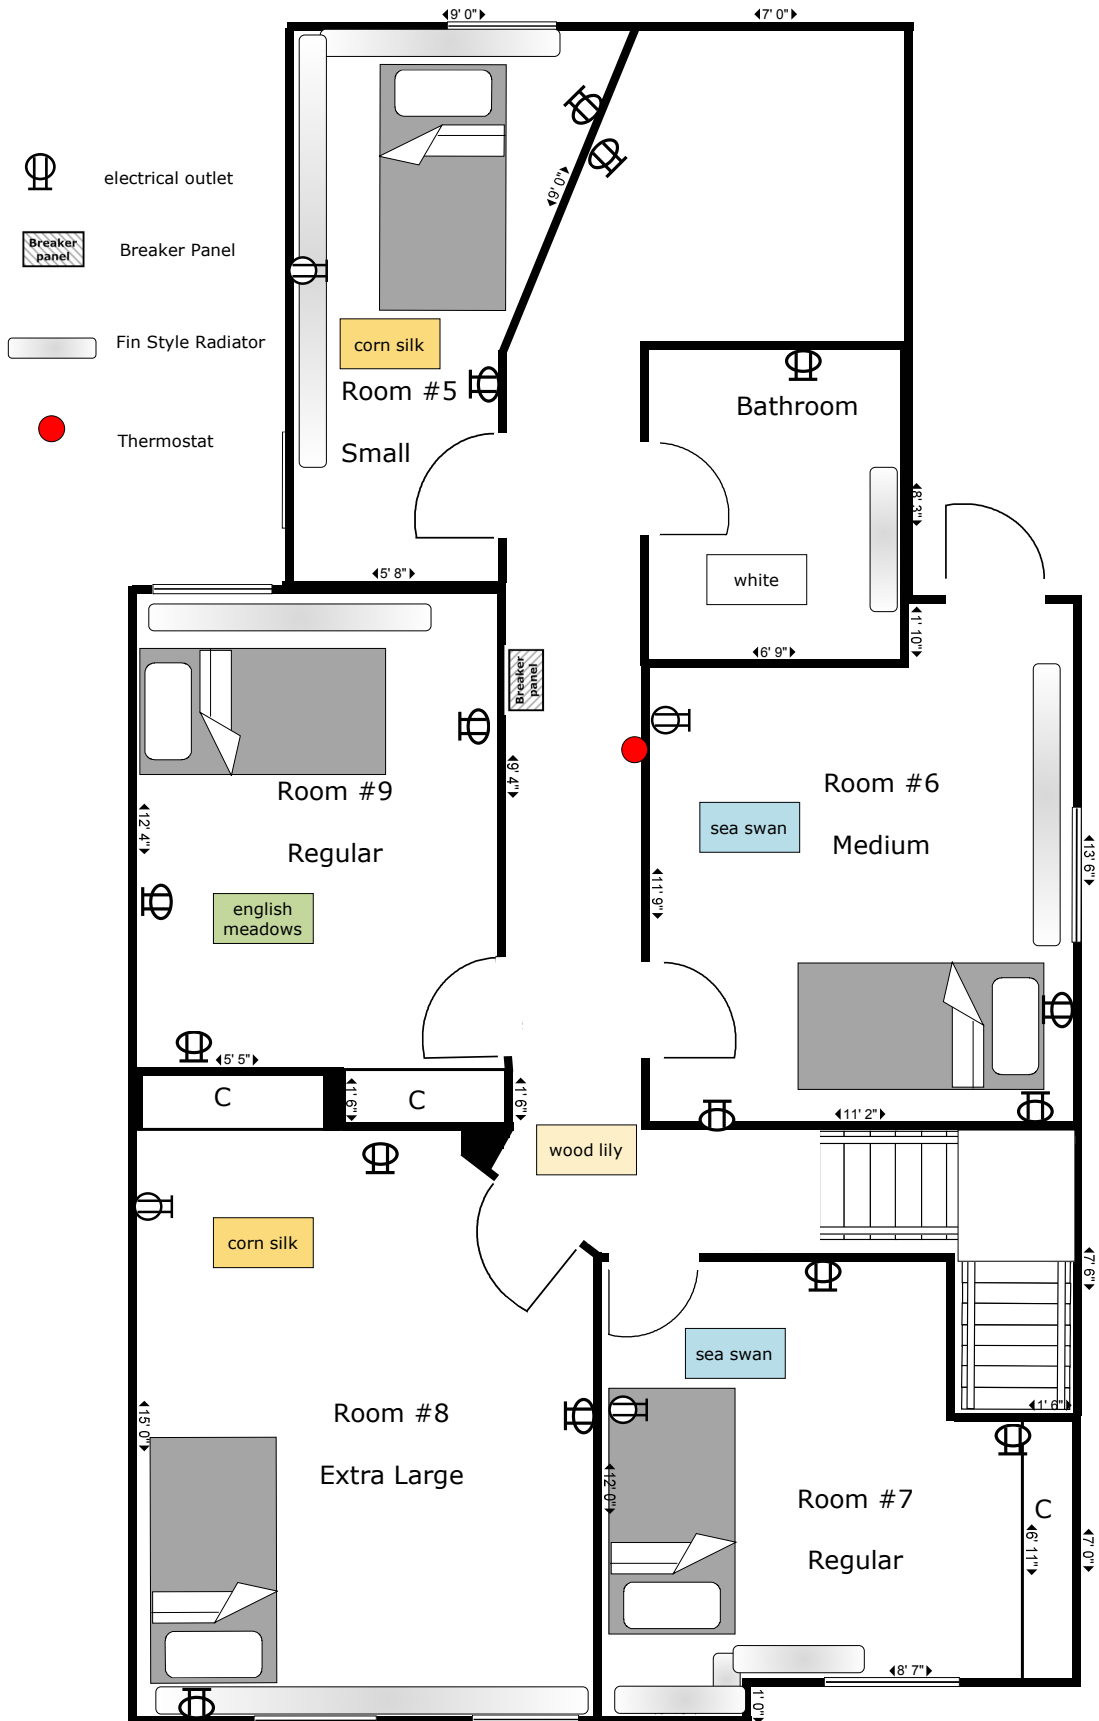 9' 0"
7' 0"
electrical outlet
Breaker
panel
Breaker Panel
Fin Style Radiator
Thermostat
9' 0"
corn silk
Room #5
Small
Bathroom
8' 3"
white
5' 8"
1' 10"
6' 9"
Breaker
panel
9' 4"
Room #9
Regular
12' 4"
english
meadows
Room #6
sea swan
Medium
13' 6"
11' 9"
5' 5"
C
1' 6"
C
1' 6"
11' 2"
wood lily
corn silk
7' 6"
sea swan
1' 6"
15' 0"
Room #8
Extra Large
12' 0"
Room #7
Regular
C
6' 11"
7' 0"
8' 7"
1' 0"